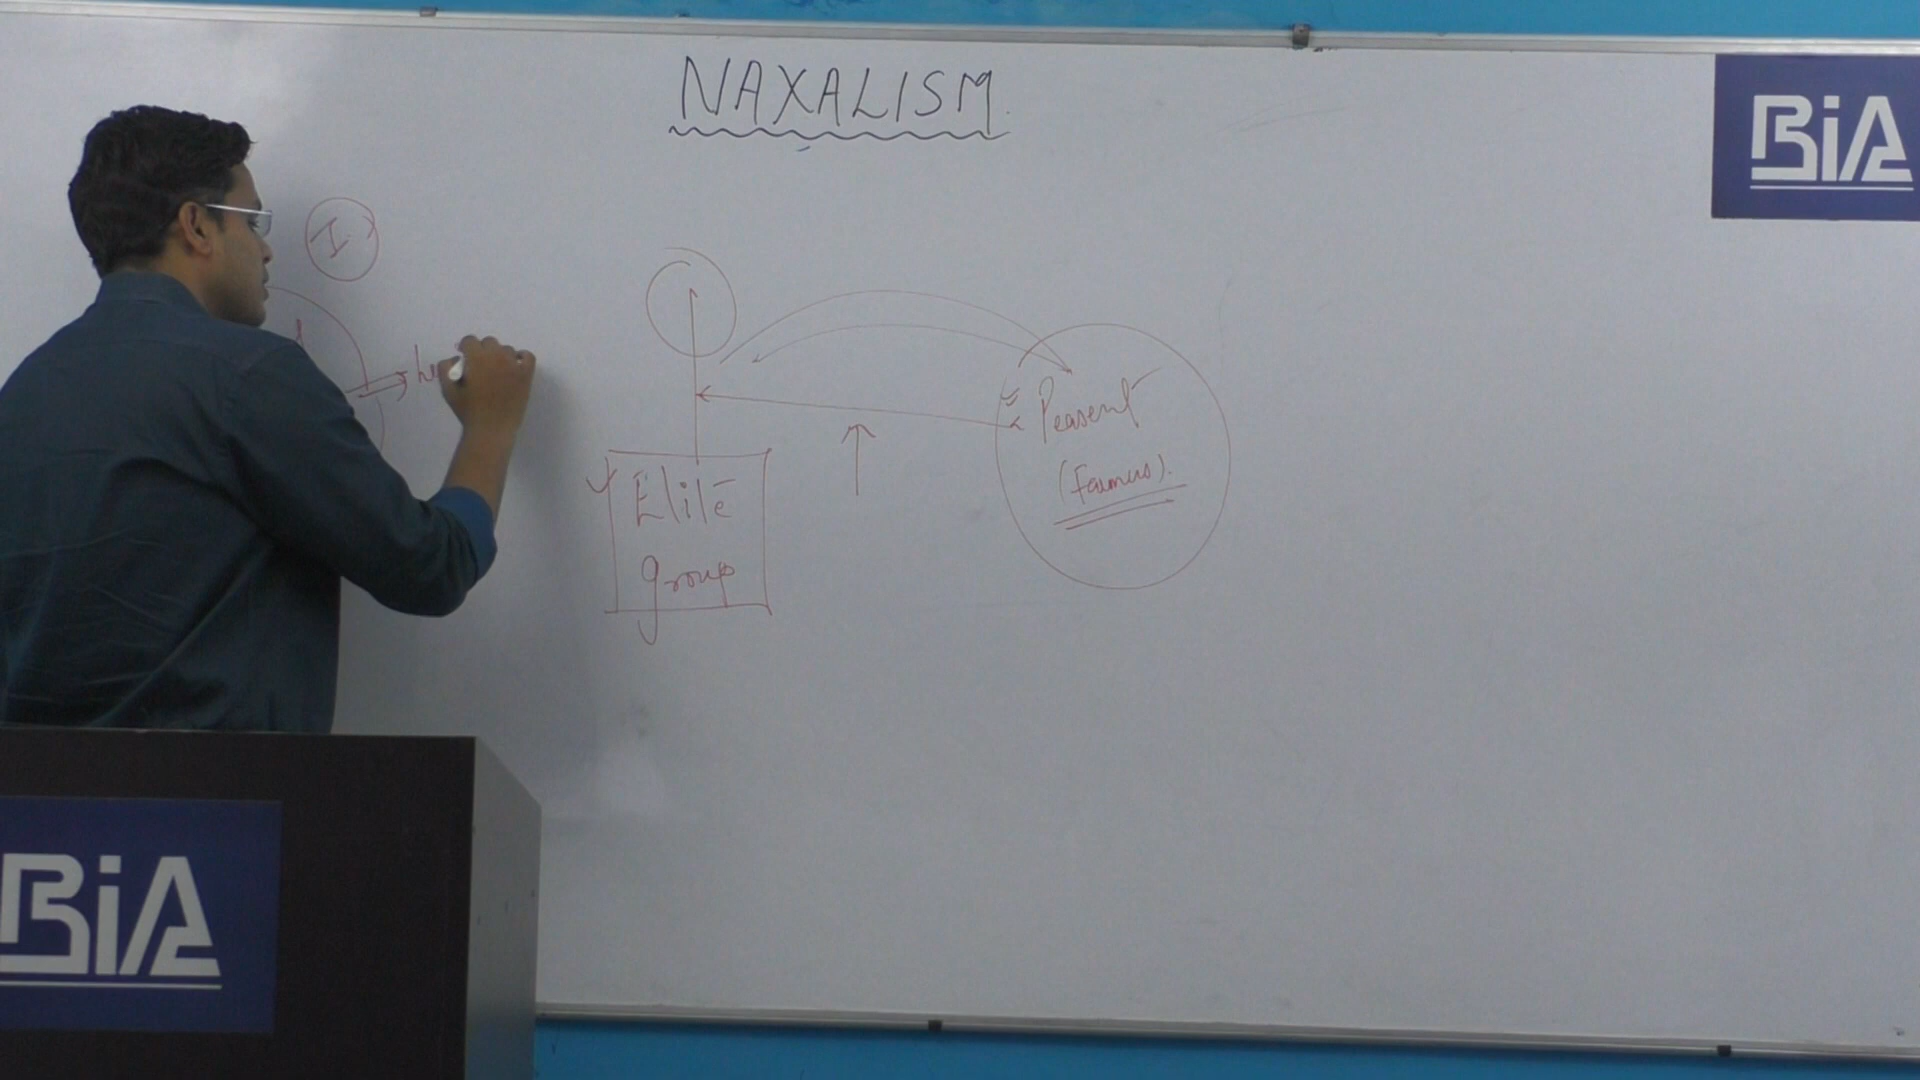 NAXALISM.
BiA
I
Elite
group
Peasent
(Farmers).
BiA